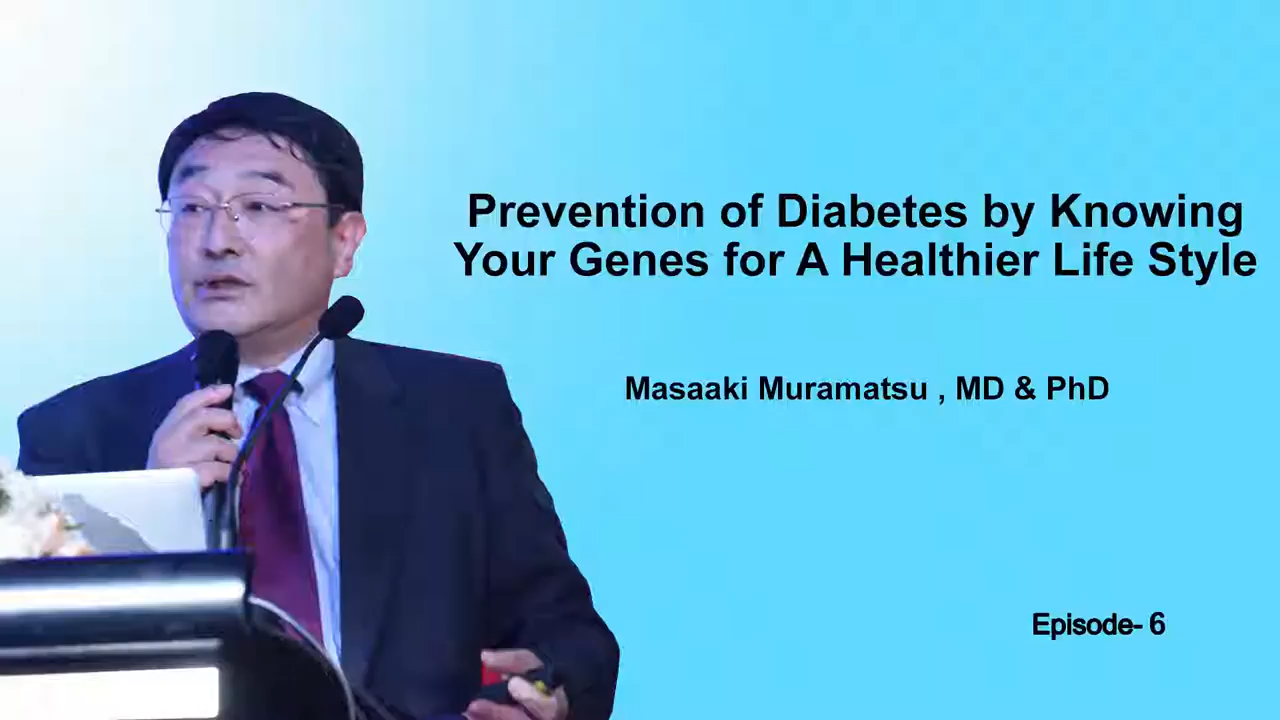 Prevention of Diabetes by Knowing
Your Genes for A Healthier Life Style
Masaaki Muramatsu , MD & PhD
Episode- 6